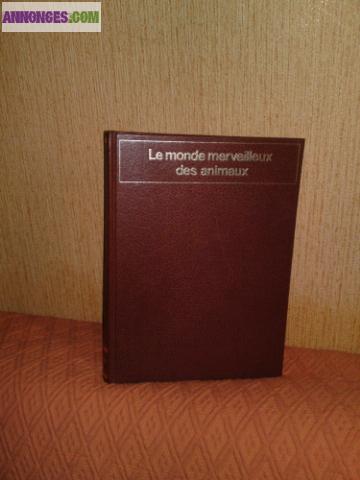 ANNONCES.COM
Le monde merveilleux
des animaux